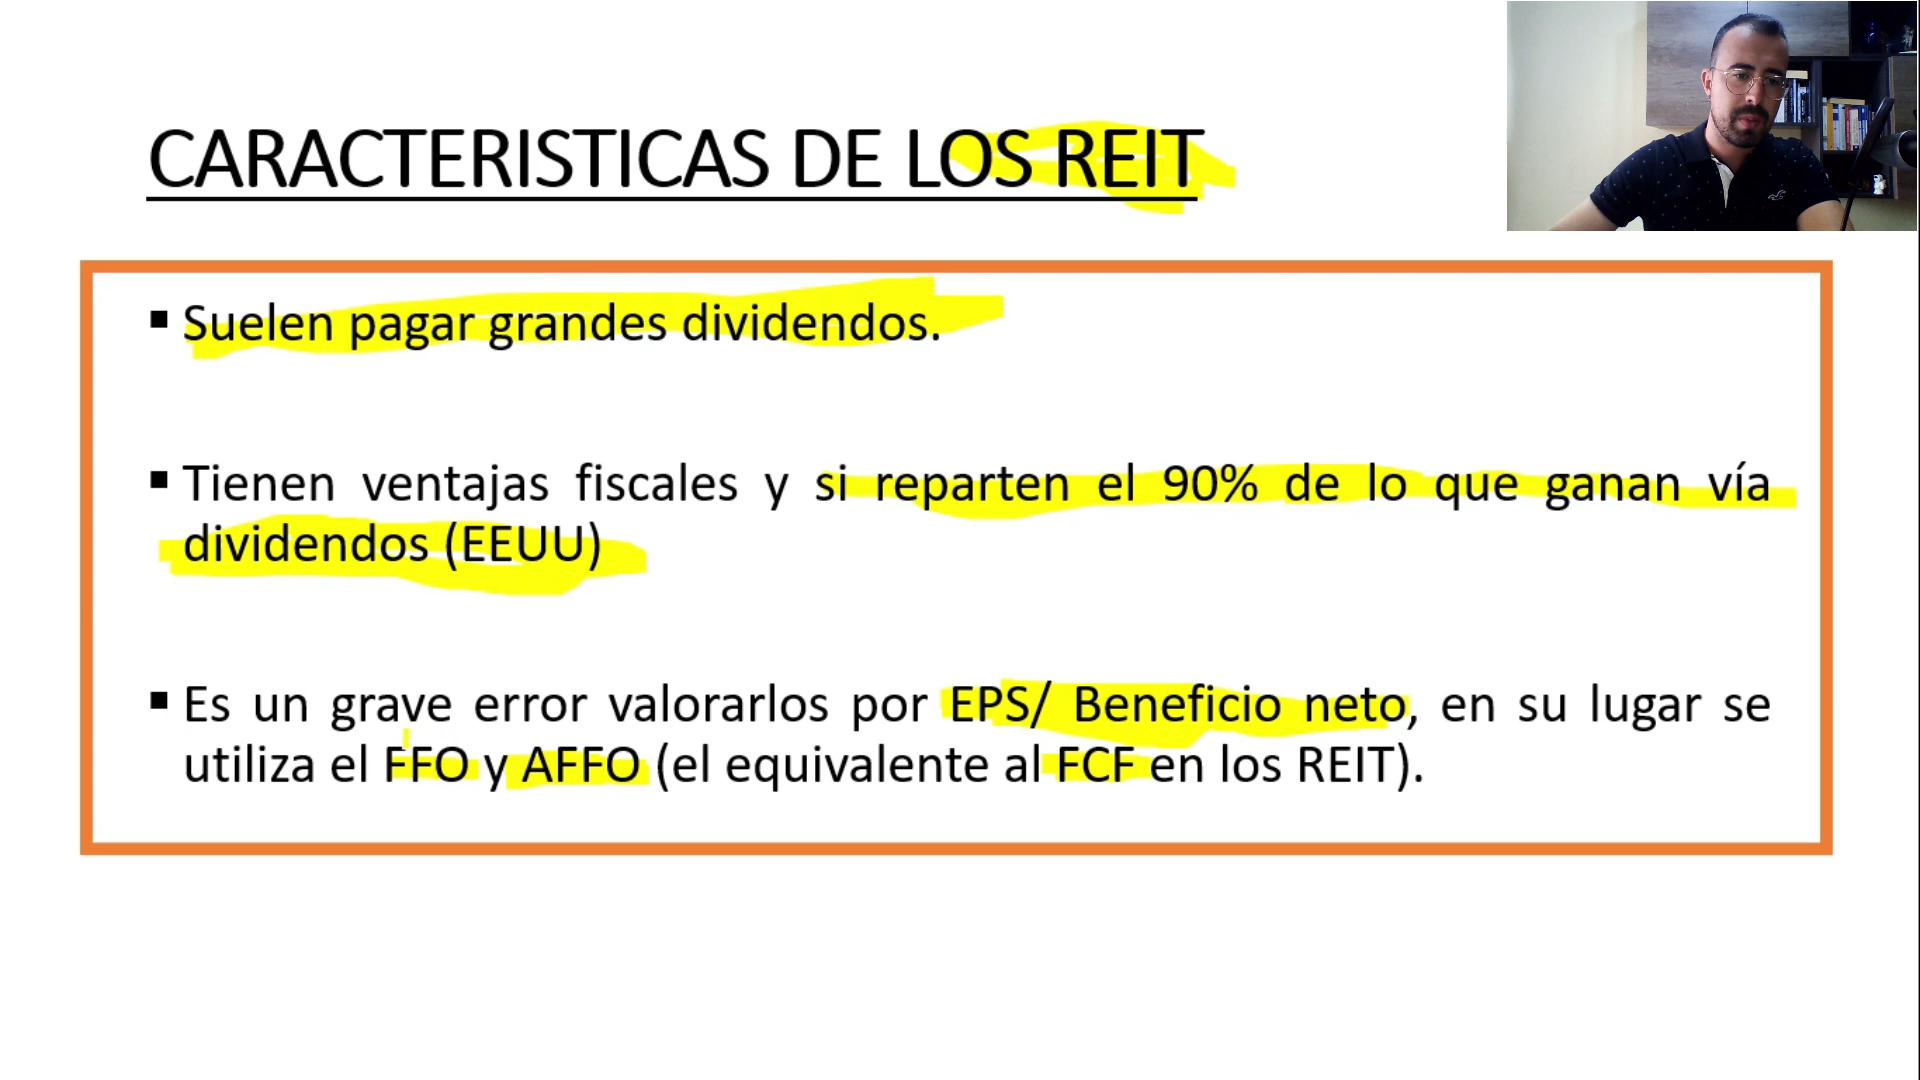 CARACTERISTICAS DE LOS REIT
▪ Suelen pagar grandes dividendos.
▪ Tienen ventajas fiscales y si reparten el 90% de lo que ganan vía
dividendos (EEUU)
▪ Es un grave error valorarlos por EPS/ Beneficio neto, en su lugar se
utiliza el FFO y AFFO (el equivalente al FCF en los REIT).